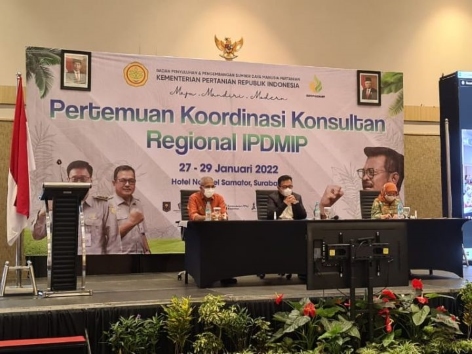 BADAN PENYULUHAN & PENGEMBANGAN SUMBER DAYA MANUSIA PERTANIAN
KEMENTERIAN PERTANIAN REPUBLIK INDONESIA
Maju . Mandiri . Modern
Pertemuan Koordinasi Konsultan
Regional IPDMIP
27 - 29 Januari 2022
Hotel Samator, Surabaya